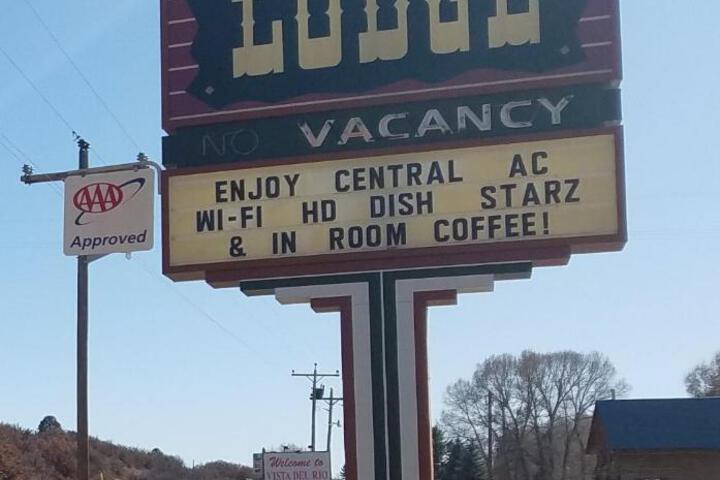 LODGE
NO VACANCY
ENJOY CENTRAL AC
WI-FI HD DISH STARZ
& IN ROOM COFFEE!
AAA
Approved
Welcome to
VISTA DEL RIO